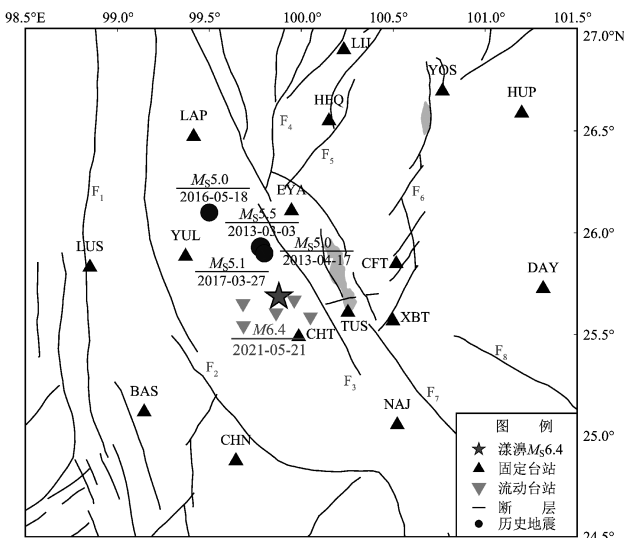 98.5° 99.0° 99.5° 100.0° 100.5° 101.0° 101.5°
27.0°N
LIJ
YOS
HUP
HEQ
LAP
F4
26.5°
F5
MS5.0
2016-05-18
EYA
F1
F6
MS5.5
2013-03-03
YUL
MS5.0
2013-04-17
26.0°
LUS
CFT
MS5.1
2017-03-27
DAY
XBT
TUS
M6.4
CHT
2021-05-21
25.5°
F8
F2
F3
F7
BAS
NAJ
图 例
25.0°
CHN
漾濞MS6.4
固定台站
流动台站
断 层
历史地震
24.5°